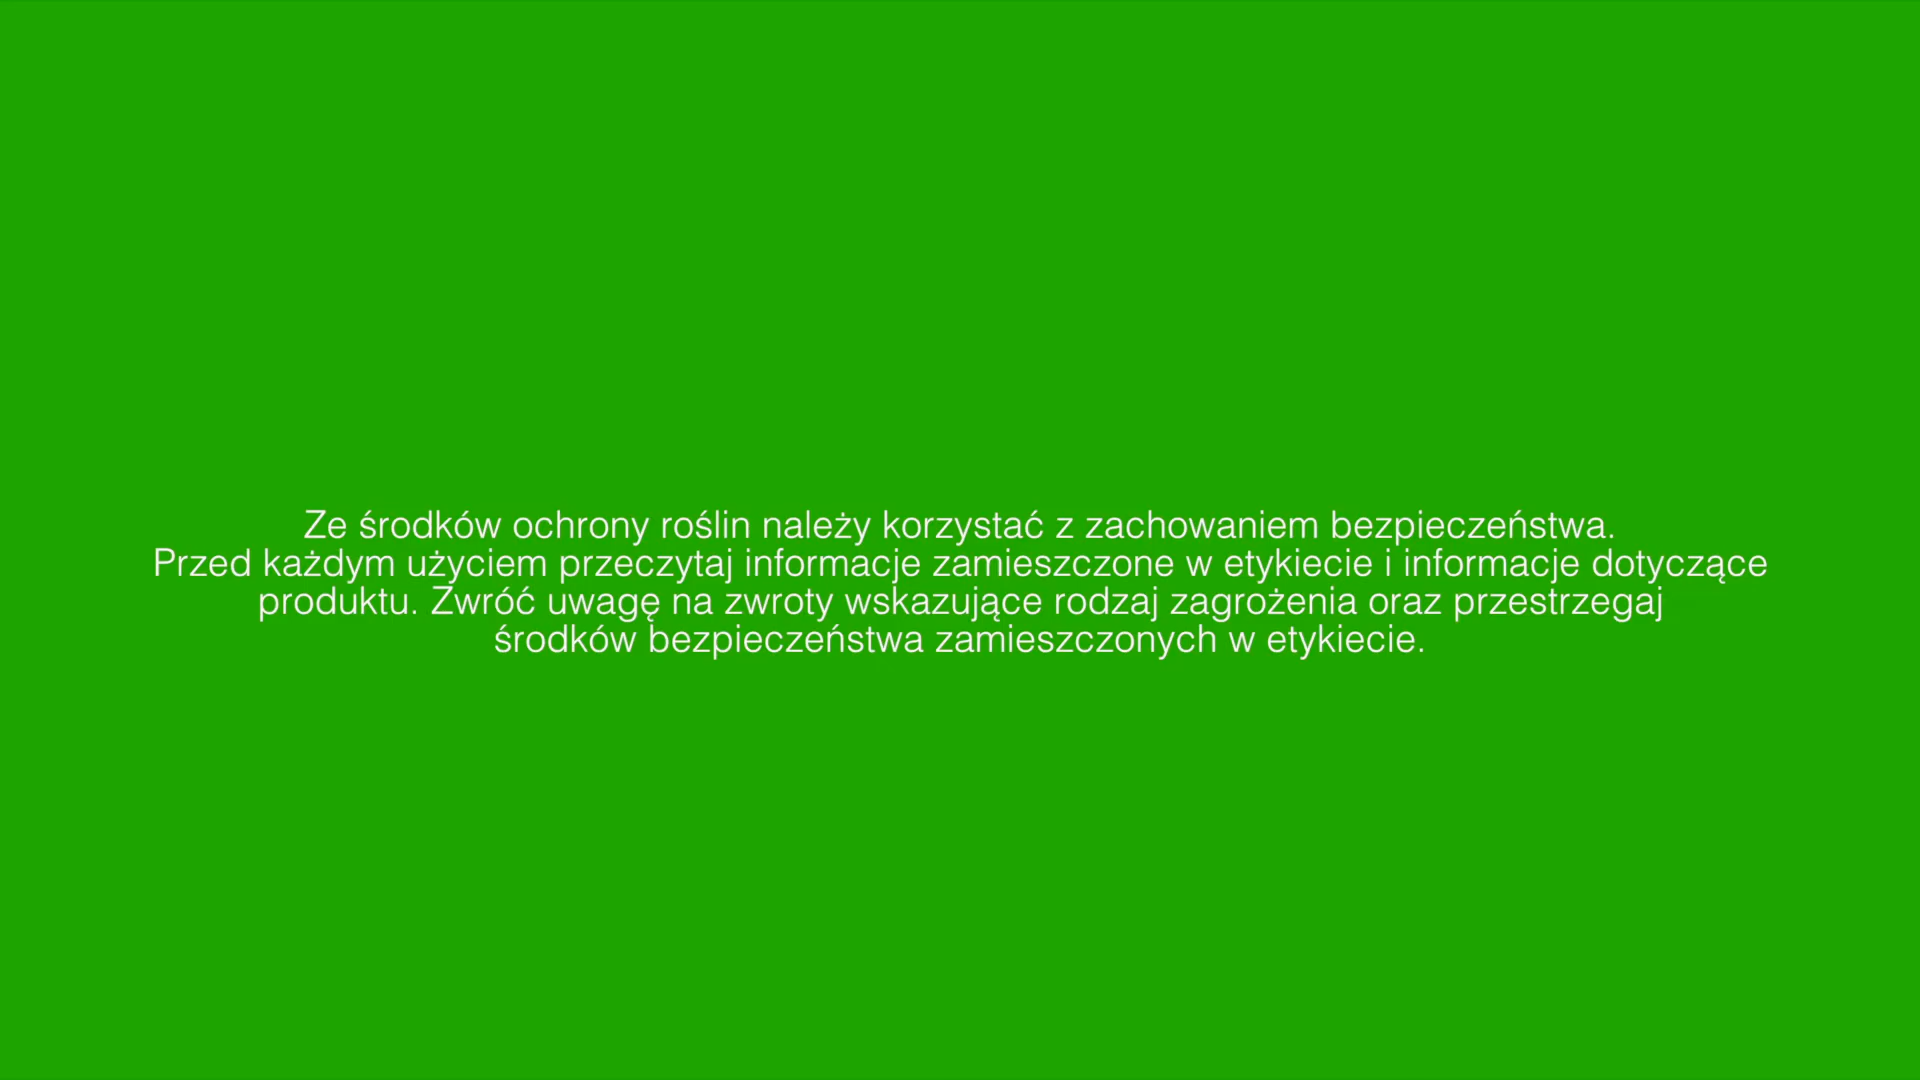 Ze środków ochrony roślin należy korzystać z zachowaniem bezpieczeństwa.
Przed każdym użyciem przeczytaj informacje zamieszczone w etykiecie i informacje dotyczące
produktu. Zwróć uwagę na zwroty wskazujące rodzaj zagrożenia oraz przestrzegaj
środków bezpieczeństwa zamieszczonych w etykiecie.